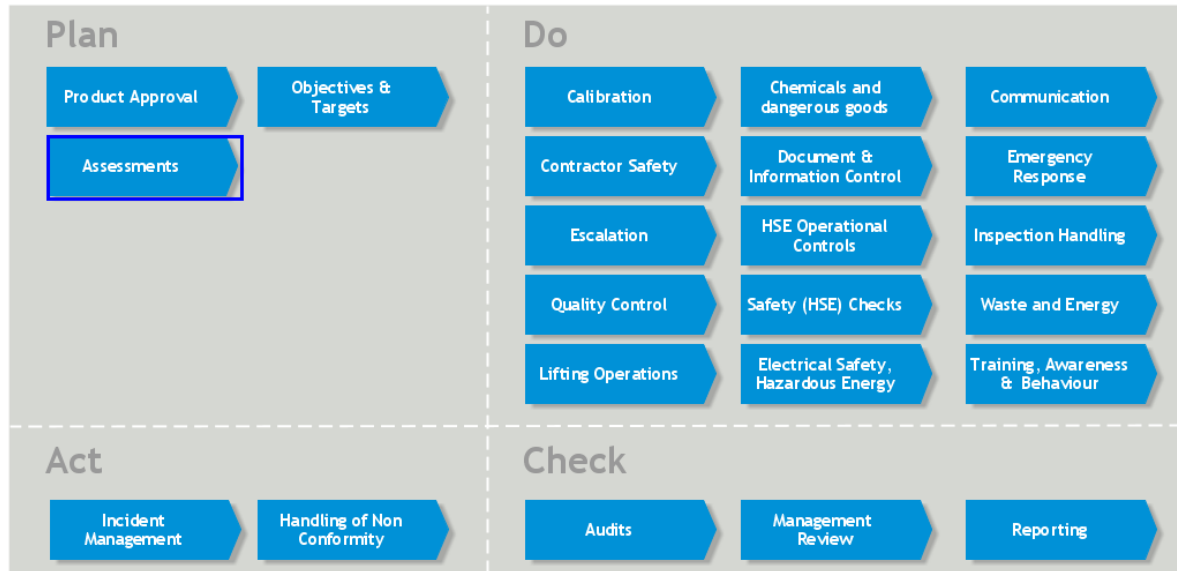 Plan
Product Approval
Objectives &
Targets
Assessments
Do
Calibration
Chemicals and
dangerous goods
Communication
Contractor Safety
Document &
Information Control
Emergency
Response
Escalation
HSE Operational
Controls
Inspection Handling
Quality Control
Safety (HSE) Checks
Waste and Energy
Lifting Operations
Electrical Safety,
Hazardous Energy
Training, Awareness
& Behaviour
Act
Incident
Management
Handling of Non
Conformity
Check
Audits
Management
Review
Reporting